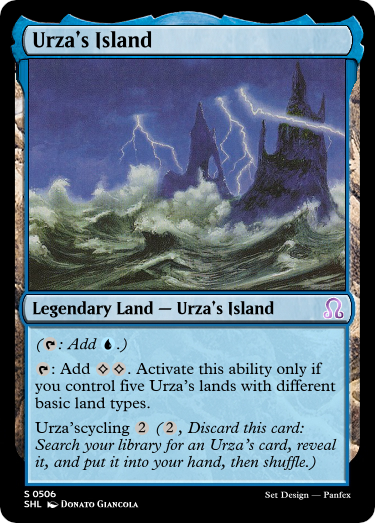 Urza's Island
Legendary Land — Urza's Island
(: Add .)
: Add . Activate this ability only if
you control five Urza's lands with different
basic land types.
Urza'scycling 2 (2, Discard this card:
Search your library for an Urza's card, reveal
it, and put it into your hand, then shuffle.)
S 0506
SHL Donato Giancola
Set Design — Panfex